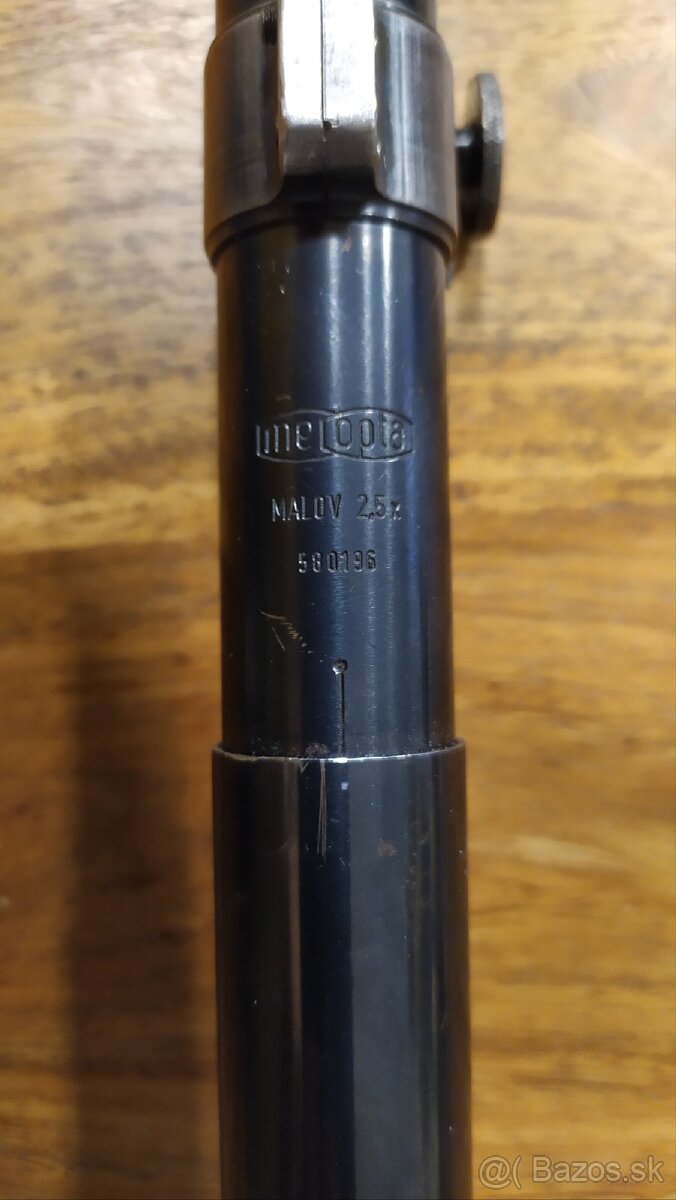 meopta
MALOV 2,5x
580196
@( Bazos.sk